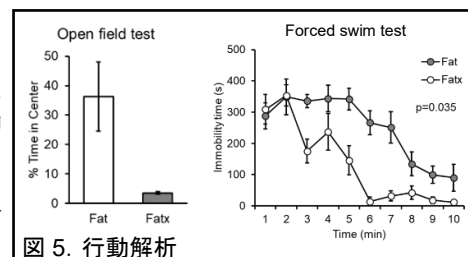 Open field test
% Time in Center
50
40
30
20
10
0
Fat
Fatx
Forced swim test
Immobility time (s)
500
400
300
200
100
0
Fat
Fatx
p=0.035
1 2 3 4 5 6 7 8 9 10
Time (min)
図 5. 行動解析